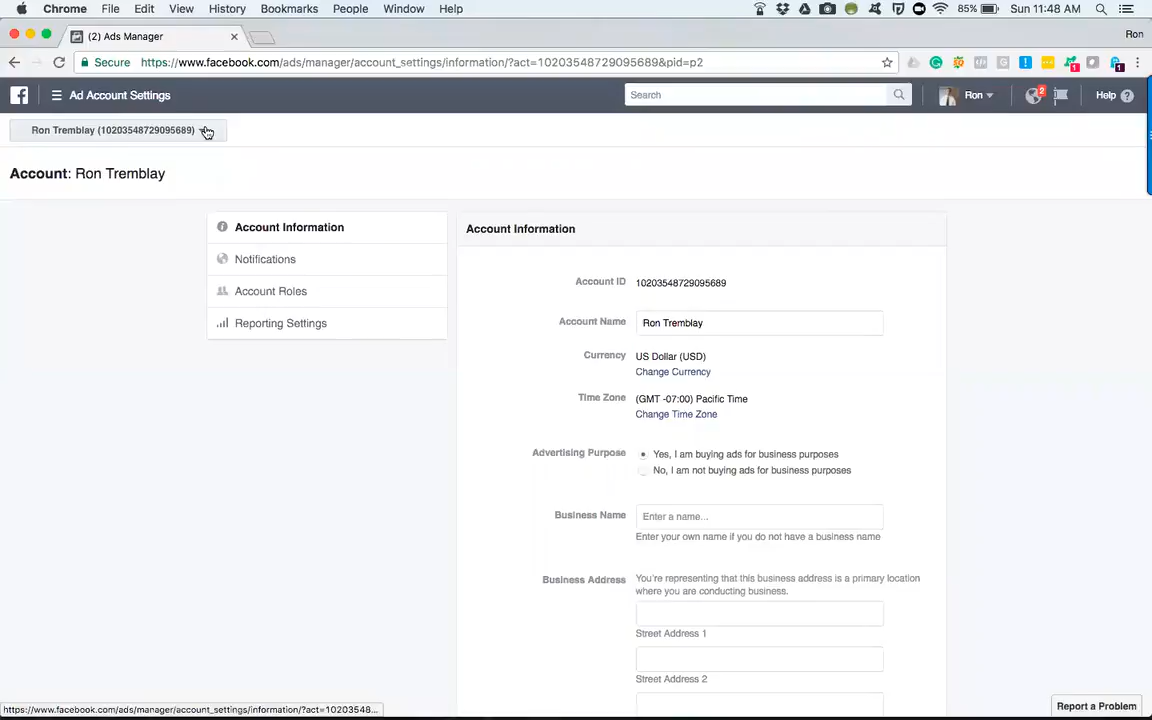 Chrome File Edit View History Bookmarks People Window Help 85% Sun 11:48 AM
(2) Ads Manager
Ron
Secure https://www.facebook.com/ads/manager/account_settings/information/?act=10203548729095689&pid=p2
Ad Account Settings Search Ron 2 Help
Ron Tremblay (10203548729095689)
Account: Ron Tremblay
Account Information
Notifications
Account Roles
Reporting Settings
Account Information
Account ID 10203548729095689
Account Name Ron Tremblay
Currency US Dollar (USD)
Change Currency
Time Zone (GMT -07:00) Pacific Time
Change Time Zone
Advertising Purpose Yes, I am buying ads for business purposes
No, I am not buying ads for business purposes
Business Name Enter a name...
Enter your own name if you do not have a business name
Business Address You're representing that this business address is a primary location
where you are conducting business.
Street Address 1
Street Address 2
https://www.facebook.com/ads/manager/account_settings/information/?act=10203548...
Report a Problem